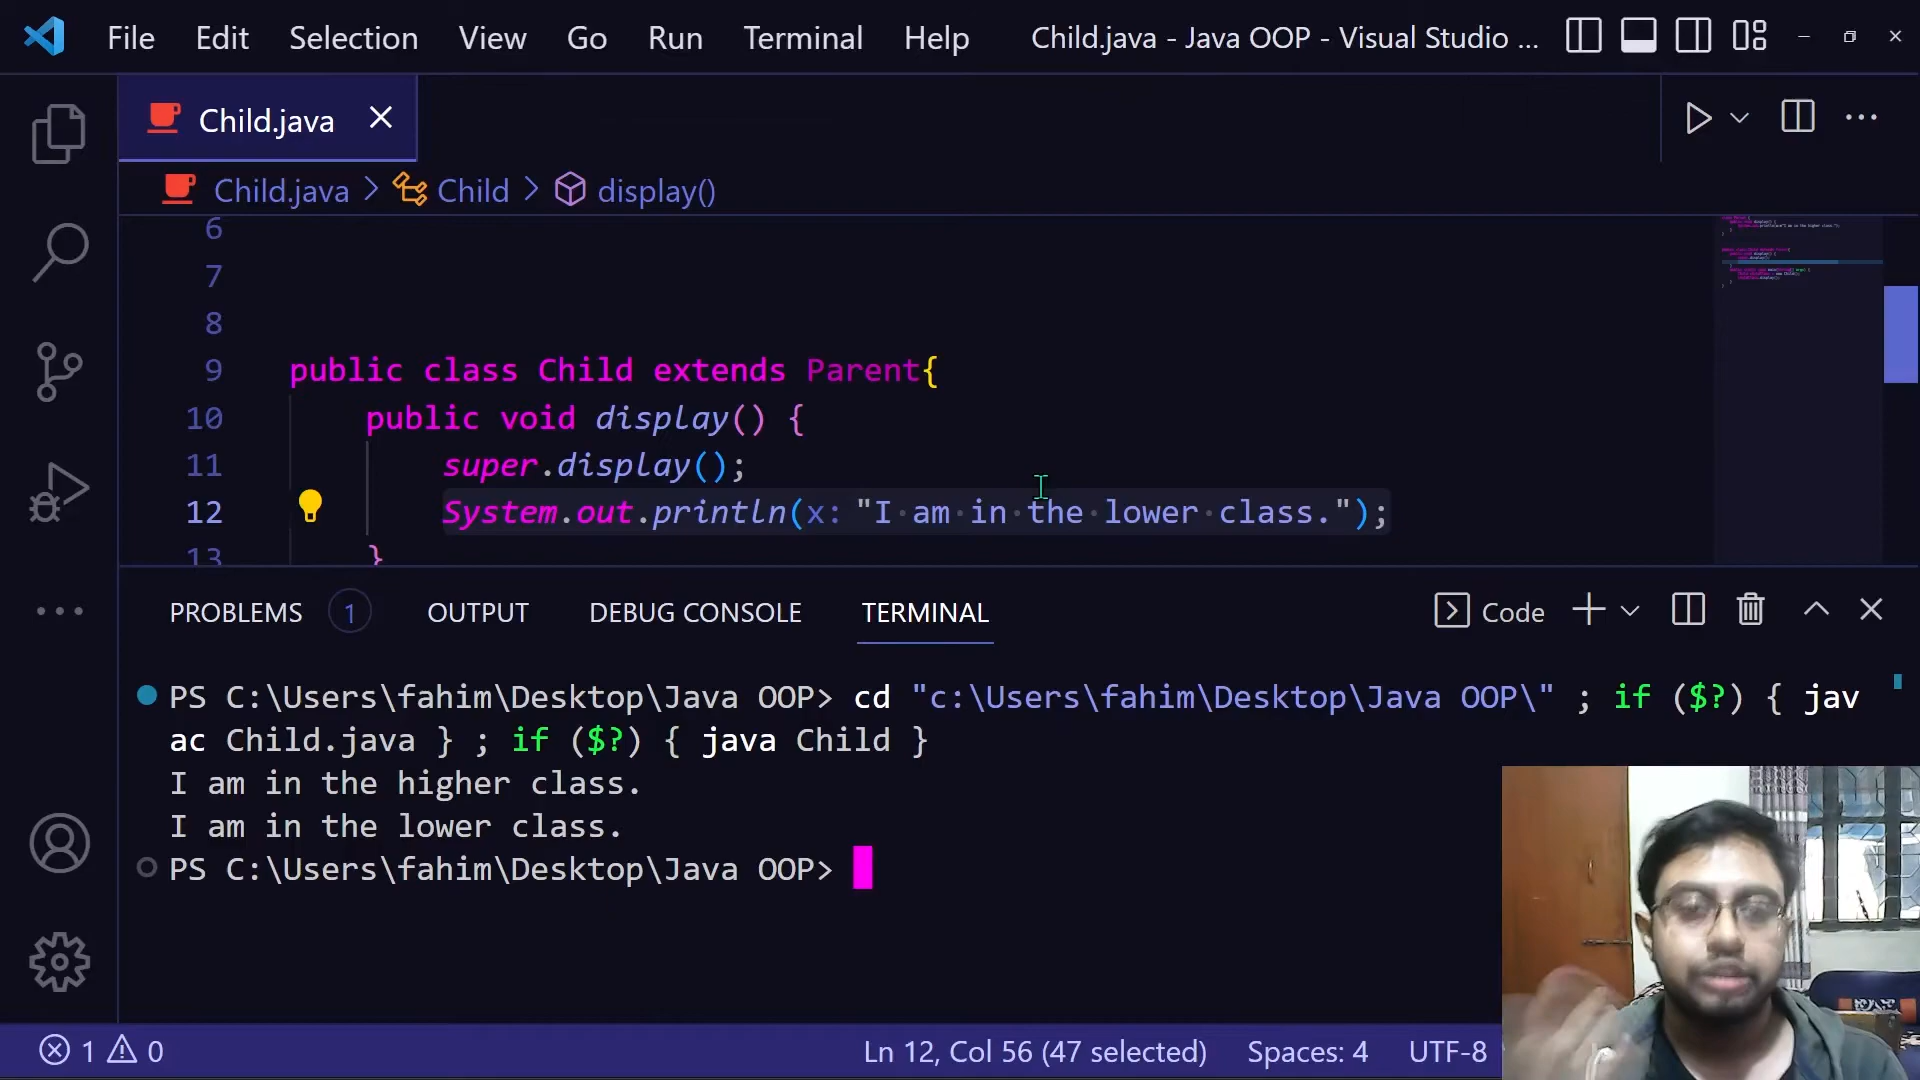 File Edit Selection View Go Run Terminal Help Child.java - Java OOP - Visual Studio ...
Child.java
Child.java > Child > display()
6
7
8
9 public class Child extends Parent{
10 public void display() {
11 super.display();
12 System.out.println(x: "I am in the lower class.");
13 }
PROBLEMS 1 OUTPUT DEBUG CONSOLE TERMINAL Code
PS C:\Users\fahim\Desktop\Java OOP> cd "c:\Users\fahim\Desktop\Java OOP\" ; if ($?) { jav
ac Child.java } ; if ($?) { java Child }
I am in the higher class.
I am in the lower class.
PS C:\Users\fahim\Desktop\Java OOP>
1 0 Ln 12, Col 56 (47 selected) Spaces: 4 UTF-8